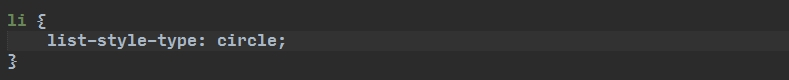 li {
    list-style-type: circle;
}